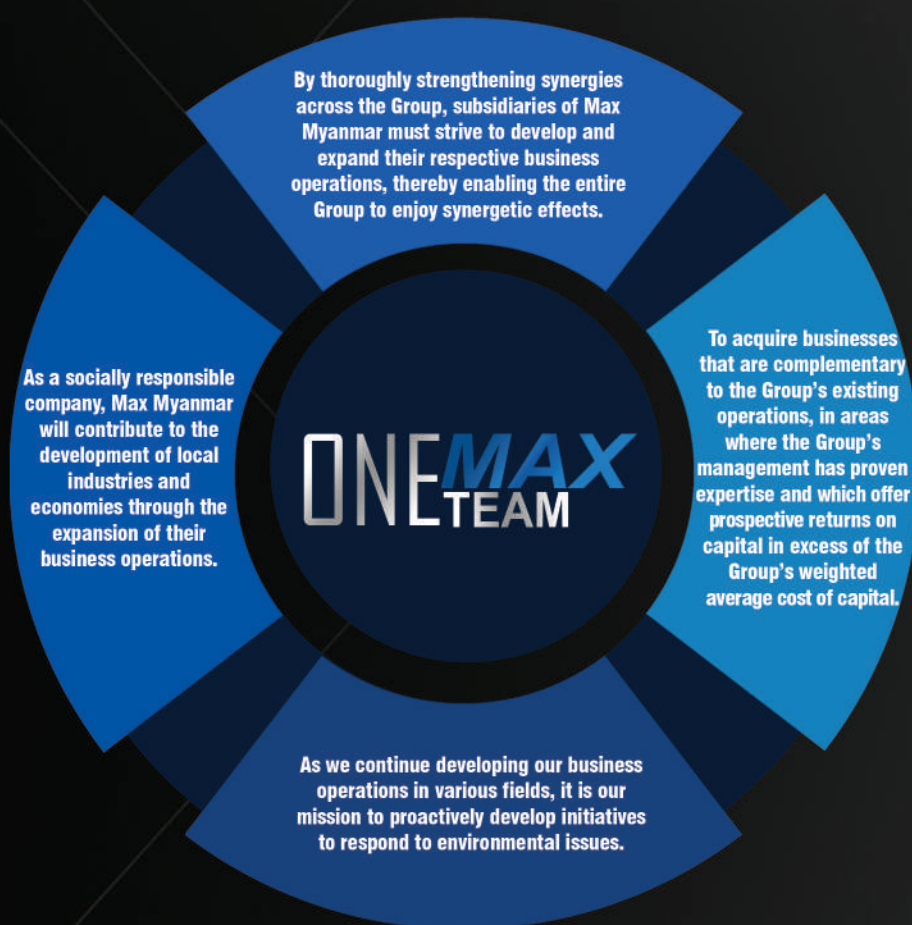 By thoroughly strengthening synergies
across the Group, subsidiaries of Max
Myanmar must strive to develop and
expand their respective business
operations, thereby enabling the entire
Group to enjoy synergetic effects.
As a socially responsible
company, Max Myanmar
will contribute to the
development of local
industries and
economies through the
expansion of their
business operations.
ONE MAX
TEAM
To acquire businesses
that are complementary
to the Group's existing
operations, in areas
where the Group's
management has proven
expertise and which offer
prospective returns on
capital in excess of the
Group's weighted
average cost of capital.
As we continue developing our business
operations in various fields, it is our
mission to proactively develop initiatives
to respond to environmental issues.